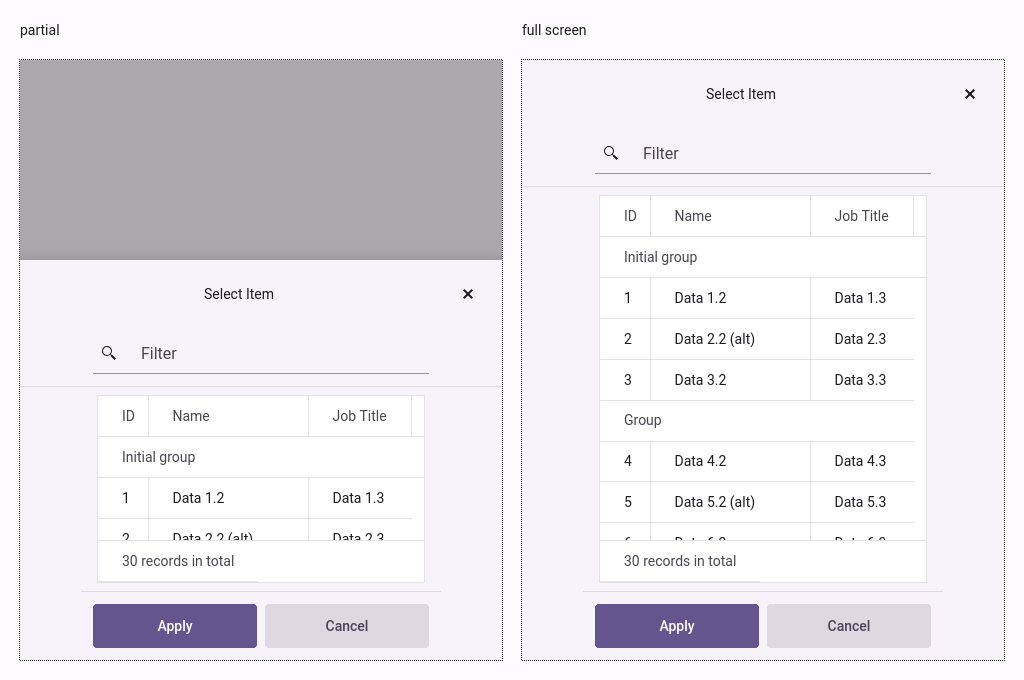 partial
Select Item
Filter
ID Name Job Title
Initial group
1 Data 1.2 Data 1.3
2 Data 2.2 (alt) Data 2.3
30 records in total
Apply Cancel
full screen
Select Item
Filter
ID Name Job Title
Initial group
1 Data 1.2 Data 1.3
2 Data 2.2 (alt) Data 2.3
3 Data 3.2 Data 3.3
Group
4 Data 4.2 Data 4.3
5 Data 5.2 (alt) Data 5.3
30 records in total
Apply Cancel